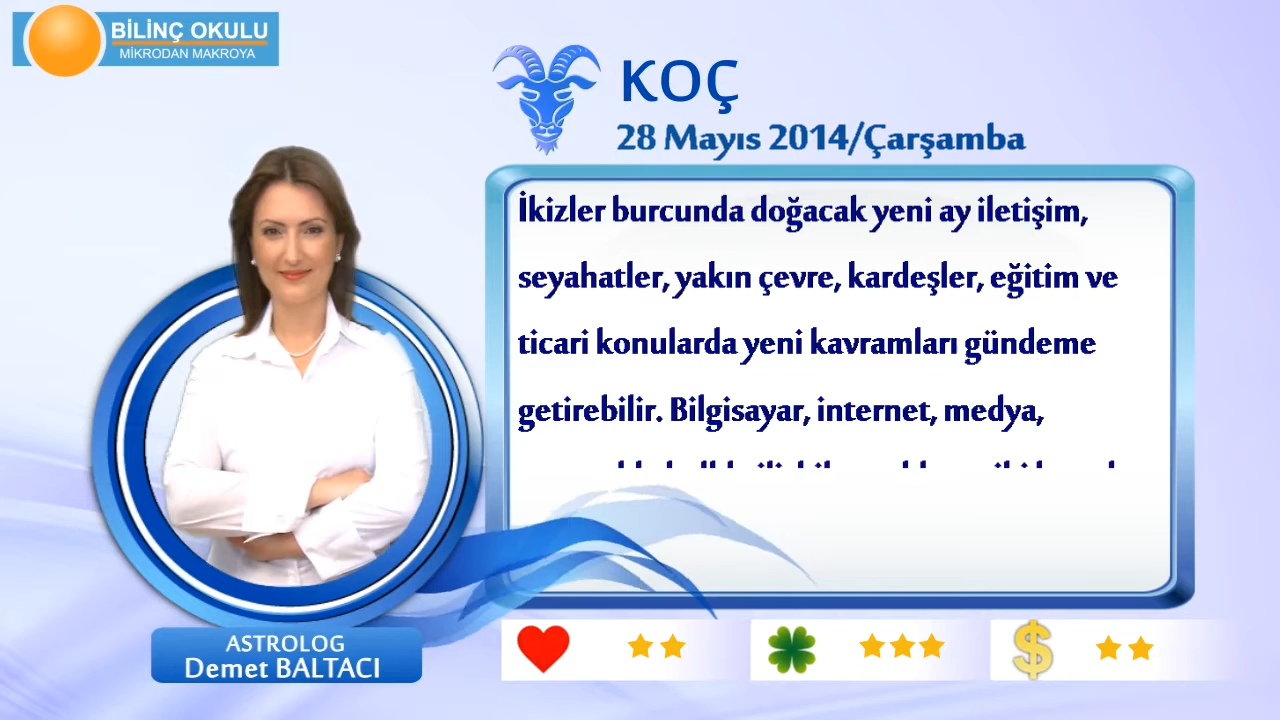 BİLİNÇ OKULU
MİKRODAN MAKROYA
KOÇ
28 Mayıs 2014/Çarşamba
İkizler burcunda doğacak yeni ay iletişim,
seyahatler, yakın çevre, kardeşler, eğitim ve
ticari konularda yeni kavramları gündeme
getirebilir. Bilgisayar, internet, medya,
ASTROLOG
Demet BALTACI